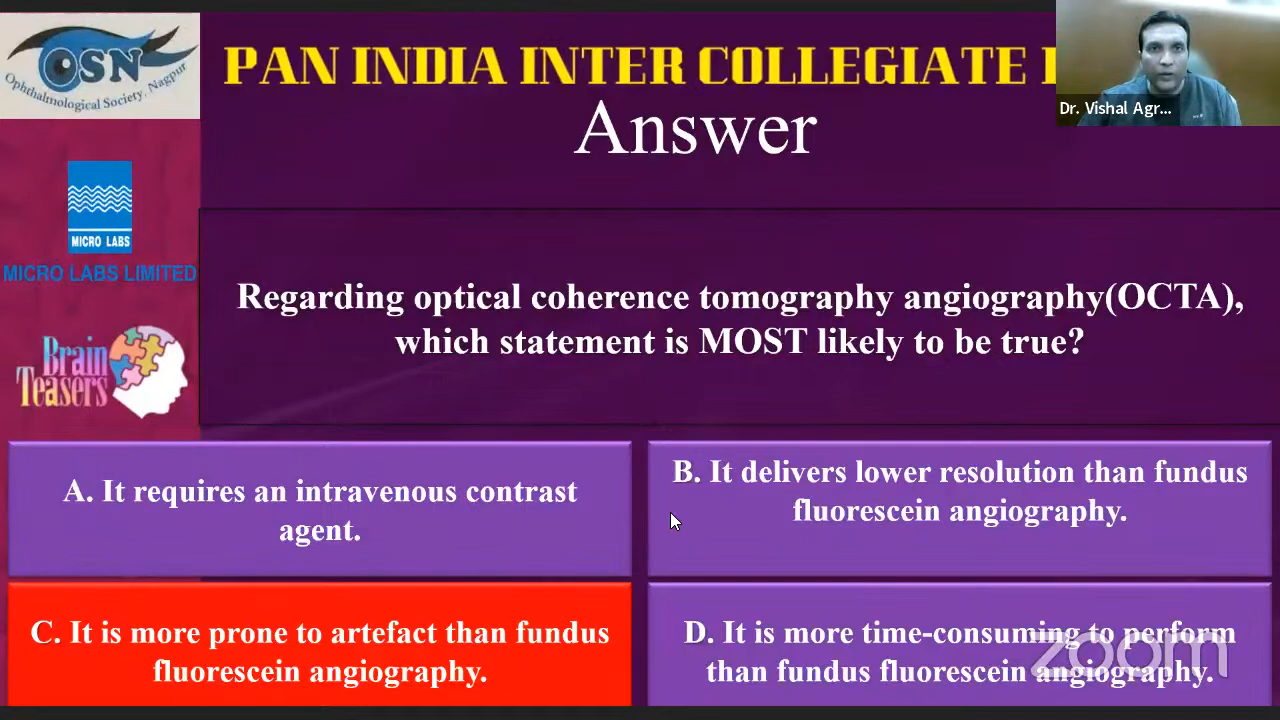 OSN
Ophthalmological Society, Nagpur
PAN INDIA INTER COLLEGIATE
Dr. Vishal Agr...
Answer
MICRO LABS
MICRO LABS LIMITED
Brain
Teasers
Regarding optical coherence tomography angiography(OCTA),
which statement is MOST likely to be true?
A. It requires an intravenous contrast
agent.
B. It delivers lower resolution than fundus
fluorescein angiography.
C. It is more prone to artefact than fundus
fluorescein angiography.
D. It is more time-consuming to perform
than fundus fluorescein angiography.
zoom